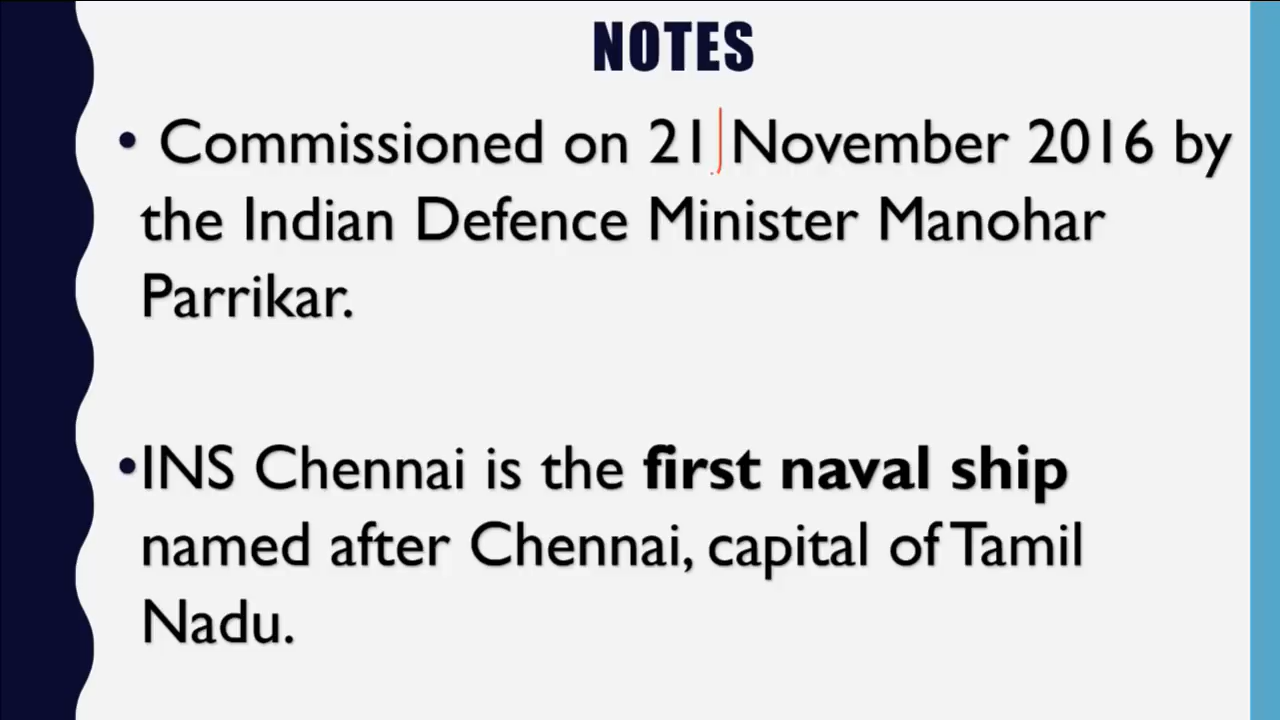 NOTES
• Commissioned on 21 November 2016 by
the Indian Defence Minister Manohar
Parrikar.
•INS Chennai is the first naval ship
named after Chennai, capital of Tamil
Nadu.